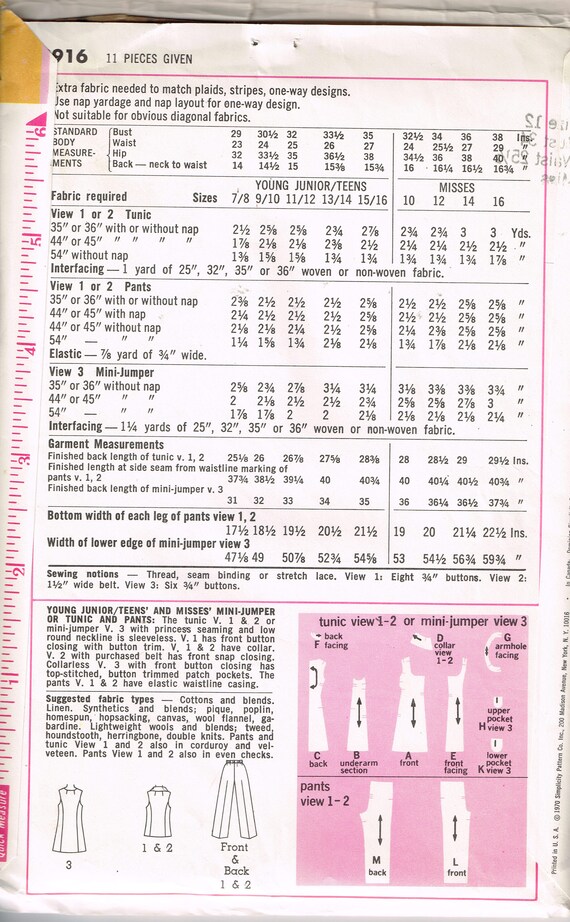 916 11 PIECES GIVEN
Extra fabric needed to match plaids, stripes, one-way designs.
Use nap yardage and nap layout for one-way design.
Not suitable for obvious diagonal fabrics.
STANDARD BODY MEASUREMENTS
Bust 29 30½ 32 33½ 35 32½ 34 36 38 Ins.
Waist 23 24 25 26 27 24 25½ 27 29 "
Hip 32 33½ 35 36½ 38 34½ 36 38 40 "
Back — neck to waist 14 14½ 15 15⅜ 15¾ 16 16¼ 16½ 16¾ "
YOUNG JUNIOR/TEENS MISSES
Fabric required Sizes 7/8 9/10 11/12 13/14 15/16 10 12 14 16
View 1 or 2 Tunic
35" or 36" with or without nap 2½ 2⅝ 2⅝ 2¾ 2⅞ 2¾ 2¾ 3 3 Yds.
44" or 45" " " " " 1⅞ 2⅛ 2⅛ 2⅜ 2½ 2¼ 2¼ 2½ 2½ "
54" without nap 1⅜ 1⅝ 1⅝ 1¾ 1¾ 1¾ 1¾ 1¾ 1⅞ "
Interfacing — 1 yard of 25", 32", 35" or 36" woven or non-woven fabric.
View 1 or 2 Pants
35" or 36" with or without nap 2⅜ 2½ 2½ 2½ 2⅝ 2½ 2½ 2⅝ 2⅝ "
44" or 45" with nap 2¼ 2½ 2½ 2½ 2⅝ 2½ 2½ 2⅝ 2⅝ "
44" or 45" without nap 2⅛ 2⅛ 2¼ 2½ 2⅝ 2¼ 2⅜ 2⅝ 2⅝ "
54" — " " 1¼ 1⅝ 1¾ 2⅛ 2⅛ 1¾ 1⅞ 2⅛ 2⅛ "
Elastic — ⅞ yard of ¾" wide.
View 3 Mini-Jumper
35" or 36" without nap 2⅝ 2¾ 2⅞ 3¼ 3¼ 3⅛ 3⅜ 3⅜ 3¾ "
44" or 45" " " 2 2⅛ 2½ 2½ 2¾ 2⅝ 2⅝ 2⅞ 3 "
54" — " " 1⅞ 1⅞ 2 2 2⅛ 2⅛ 2⅛ 2⅛ 2¼ "
Interfacing — 1¼ yards of 25", 32", 35" or 36" woven or non-woven fabric.
Garment Measurements
Finished back length of tunic v. 1, 2 25⅛ 26 26⅞ 27⅝ 28⅜ 28 28½ 29 29½ Ins.
Finished length at side seam from waistline marking of
pants v. 1, 2 37¾ 38½ 39¼ 40 40¾ 40 40¼ 40½ 40¾ "
Finished back length of mini-jumper v. 3
31 32 33 34 35 36 36¼ 36½ 37¾ "
Bottom width of each leg of pants view 1, 2
17½ 18½ 19½ 20½ 21½ 19 20 21¼ 22½ Ins.
Width of lower edge of mini-jumper view 3
47⅛ 49 50⅞ 52¾ 54⅝ 53 54½ 56¾ 59¾ "
Sewing notions — Thread, seam binding or stretch lace. View 1: Eight ¾" buttons. View 2:
1½" wide belt. View 3: Six ¾" buttons.
YOUNG JUNIOR/TEENS' AND MISSES' MINI-JUMPER
OR TUNIC AND PANTS: The tunic V. 1 & 2 or
mini-jumper V. 3 with princess seaming and low
round neckline is sleeveless. V. 1 has front button
closing with button trim. V, 1 & 2 have collar.
V. 2 with purchased belt has front snap closing.
Collarless V. 3 with front button closing has
top-stitched, button trimmed patch pockets. The
pants V. 1 & 2 have elastic waistline casing.
Suggested fabric types — Cottons and blends.
Linen. Synthetics and blends; pique, poplin,
homespun, hopsacking, canvas, wool flannel, ga-
bardine. Lightweight wools and blends; tweed,
houndstooth, herringbone, double knits. Pants and
tunic View 1 and 2 also in corduroy and vel-
veteen. Pants View 1 and 2 also in even checks.
3
1 & 2
Front
&
Back
1 & 2
tunic view 1-2 or mini-jumper view 3
F back facing
D collar view 1-2
G armhole facing
upper pocket
H view 3
lower pocket
K view 3
C back
B underarm section
A front
E front facing
pants
view 1-2
M back
L front
6
5
4
3
2
quick measure
Printed in U. S. A. © 1970 Simplicity Pattern Co. Inc., 200 Madison Avenue, New York, N. Y. 10016